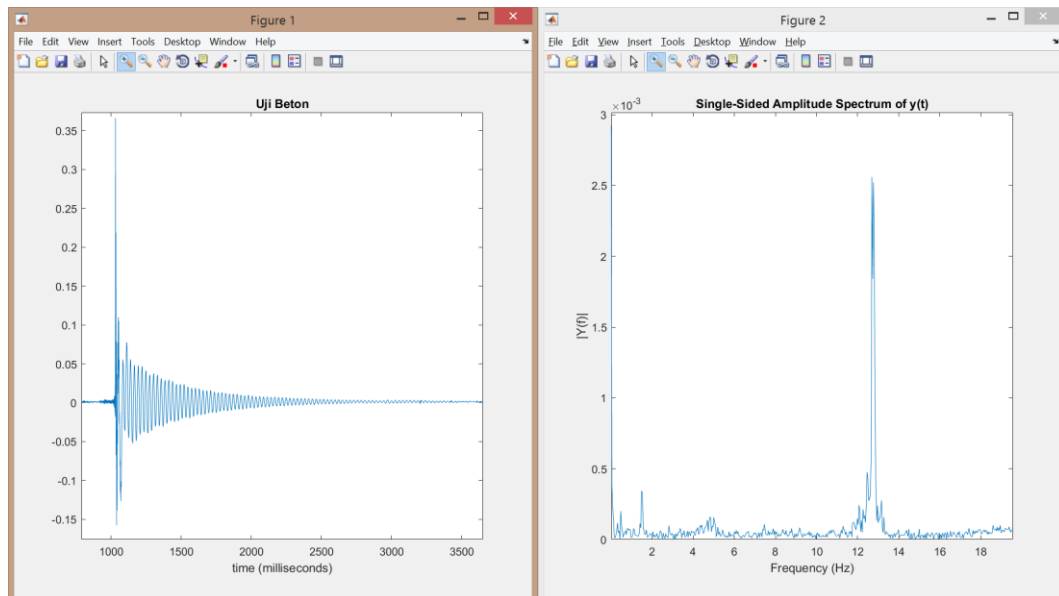 Figure 1
File Edit View Insert Tools Desktop Window Help
Uji Beton
0.35
0.3
0.25
0.2
0.15
0.1
0.05
0
-0.05
-0.1
-0.15
1000 1500 2000 2500 3000 3500
time (milliseconds)
Figure 2
File Edit View Insert Tools Desktop Window Help
×10⁻³
Single-Sided Amplitude Spectrum of y(t)
3
2.5
2
1.5
1
0.5
0
|Y(f)|
2 4 6 8 10 12 14 16 18
Frequency (Hz)